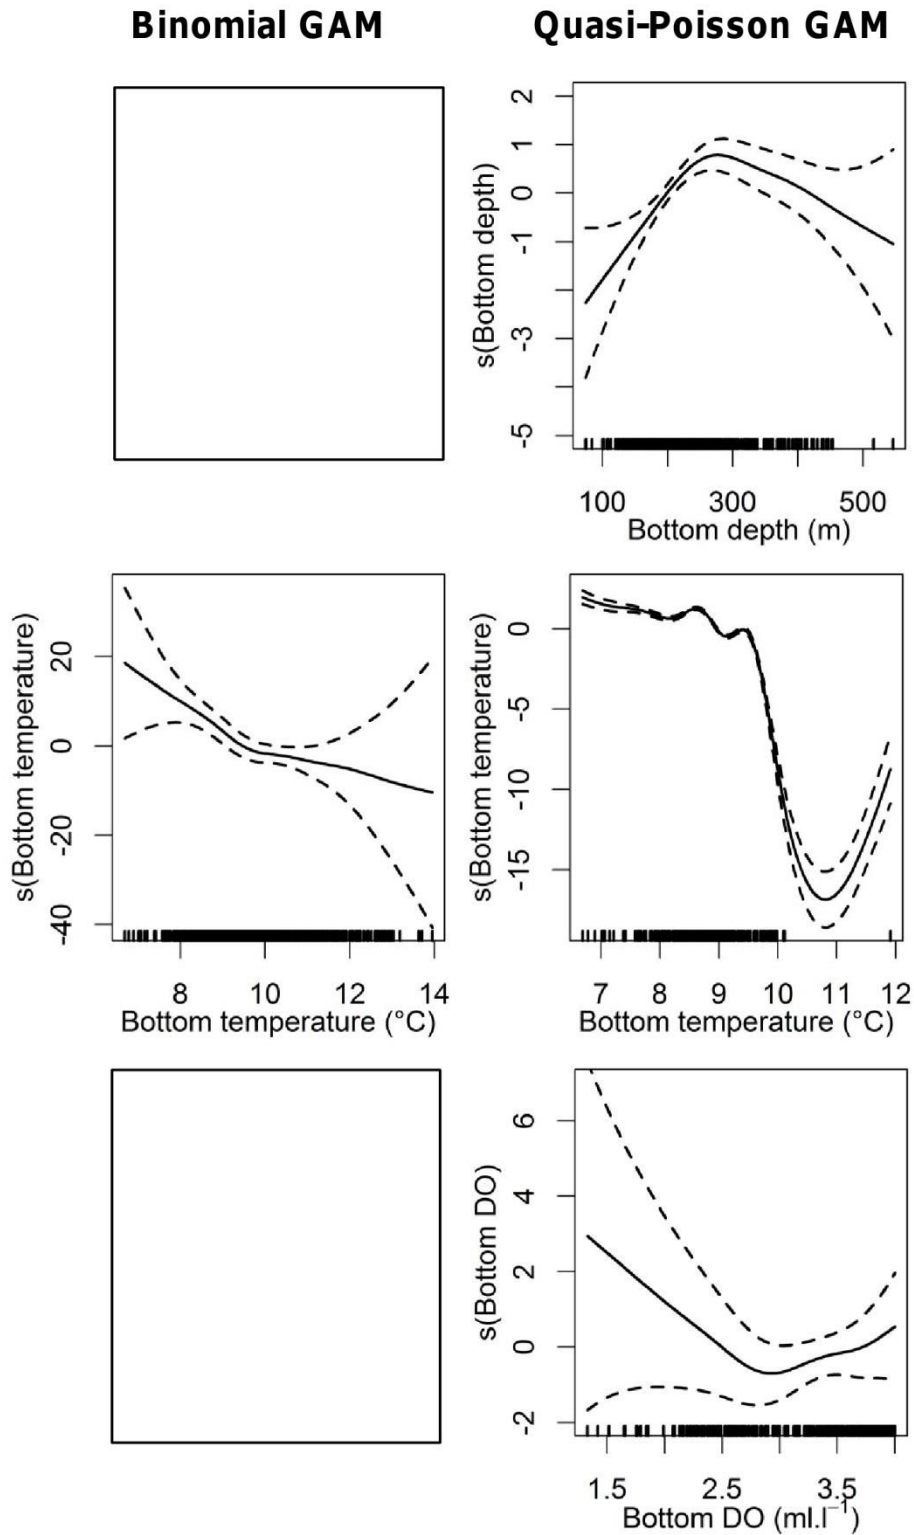 Binomial GAM
Quasi-Poisson GAM
s(Bottom depth)
2
1
0
-1
-3
-5
100 300 500
Bottom depth (m)
s(Bottom temperature)
20
0
-20
-40
8 10 12 14
Bottom temperature (°C)
s(Bottom temperature)
0
-5
-10
-15
7 8 9 10 11 12
Bottom temperature (°C)
s(Bottom DO)
6
4
2
0
-2
1.5 2.5 3.5
Bottom DO (ml.l⁻¹)